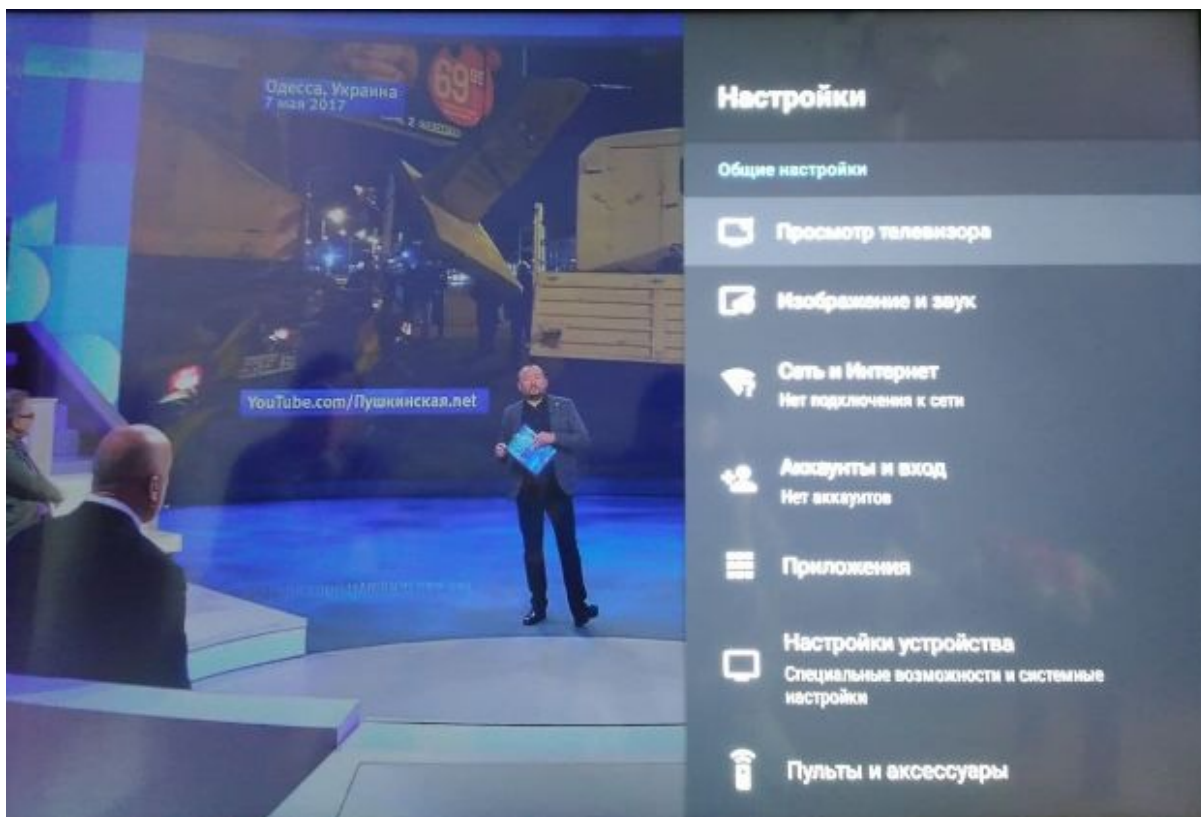 Одесса, Украина
7 мая 2017
69
YouTube.com/Пушкинская.net
Настройки
Общие настройки
Просмотр телевизора
Изображение и звук
Сеть и Интернет
Нет подключения к сети
Аккаунты и вход
Нет аккаунтов
Приложения
Настройки устройства
Специальные возможности и системные
настройки
Пульты и аксессуары